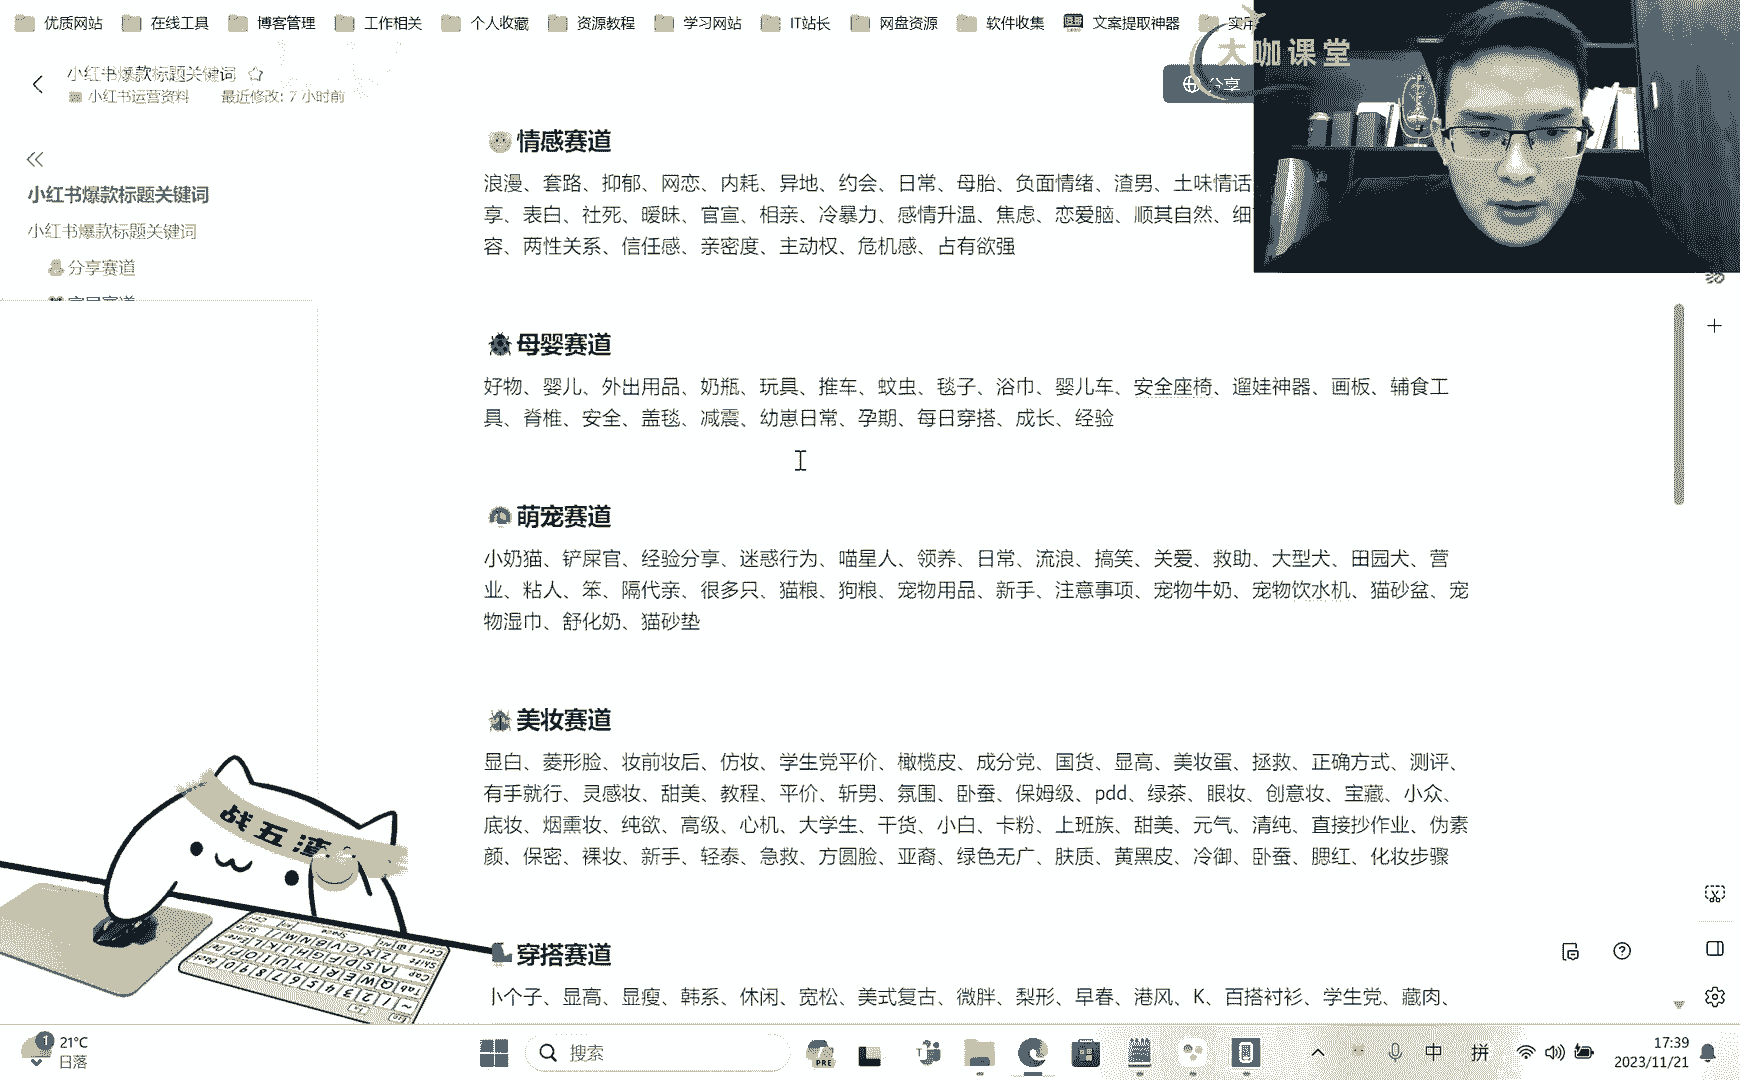 优质网站 在线工具 博客管理 工作相关 个人收藏 资源教程 学习网站 IT站长 网盘资源 软件收集 文案提取神器
大咖课堂
小红书爆款标题关键词
小红书运营资料 最近修改: 7 小时前
分享
小红书爆款标题关键词
小红书爆款标题关键词
分享赛道
情感赛道
浪漫、套路、抑郁、网恋、内耗、异地、约会、日常、母胎、负面情绪、渣男、土味情话
享、表白、社死、暧昧、官宣、相亲、冷暴力、感情升温、焦虑、恋爱脑、顺其自然、细
容、两性关系、信任感、亲密度、主动权、危机感、占有欲强
母婴赛道
好物、婴儿、外出用品、奶瓶、玩具、推车、蚊虫、毯子、浴巾、婴儿车、安全座椅、遛娃神器、画板、辅食工
具、脊椎、安全、盖毯、减震、幼崽日常、孕期、每日穿搭、成长、经验
萌宠赛道
小奶猫、铲屎官、经验分享、迷惑行为、喵星人、领养、日常、流浪、搞笑、关爱、救助、大型犬、田园犬、营
业、粘人、笨、隔代亲、很多只、猫粮、狗粮、宠物用品、新手、注意事项、宠物牛奶、宠物饮水机、猫砂盆、宠
物湿巾、舒化奶、猫砂垫
美妆赛道
显白、菱形脸、妆前妆后、仿妆、学生党平价、橄榄皮、成分党、国货、显高、美妆蛋、拯救、正确方式、测评、
有手就行、灵感妆、甜美、教程、平价、斩男、氛围、卧蚕、保姆级、pdd、绿茶、眼妆、创意妆、宝藏、小众、
底妆、烟熏妆、纯欲、高级、心机、大学生、干货、小白、卡粉、上班族、甜美、元气、清纯、直接抄作业、伪素
颜、保密、裸妆、新手、轻泰、急救、方圆脸、亚裔、绿色无广、肤质、黄黑皮、冷御、卧蚕、腮红、化妆步骤
穿搭赛道
小个子、显高、显瘦、韩系、休闲、宽松、美式复古、微胖、梨形、早春、港风、K、百搭衬衫、学生党、藏肉、
战五渣
1
21°C
日落
搜索
PRE
中 拼
17:39
2023/11/21